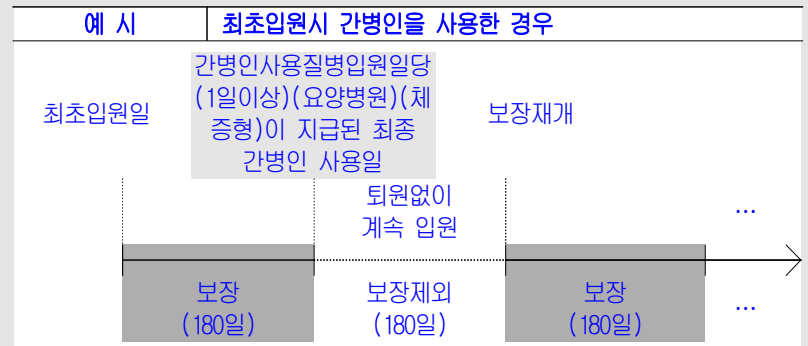 예 시
최초입원시 간병인을 사용한 경우
최초입원일
간병인사용질병입원일당
(1일이상)(요양병원)(체
증형)이 지급된 최종
간병인 사용일
보장재개
퇴원없이
계속 입원
...
보장
(180일)
보장제외
(180일)
보장
(180일)
...